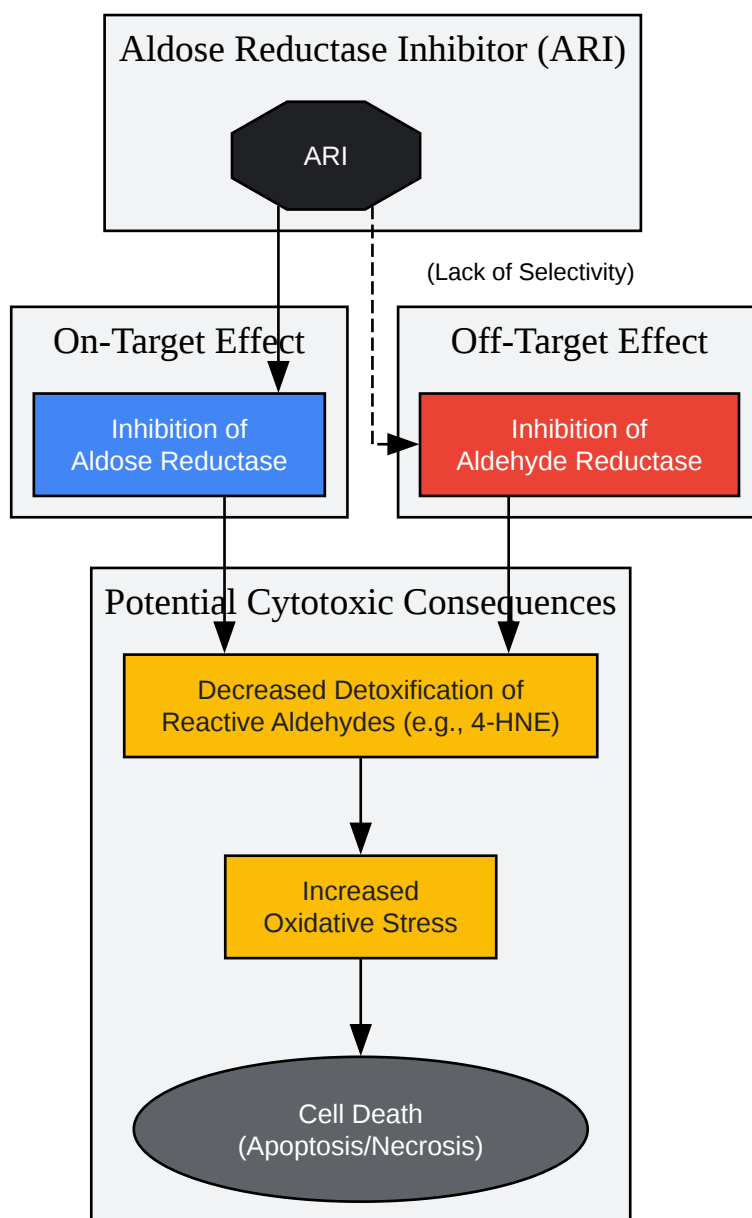 Aldose Reductase Inhibitor (ARI)
ARI
(Lack of Selectivity)
On-Target Effect
Inhibition of
Aldose Reductase
Off-Target Effect
Inhibition of
Aldehyde Reductase
Potential Cytotoxic Consequences
Decreased Detoxification of
Reactive Aldehydes (e.g., 4-HNE)
Increased
Oxidative Stress
Cell Death
(Apoptosis/Necrosis)